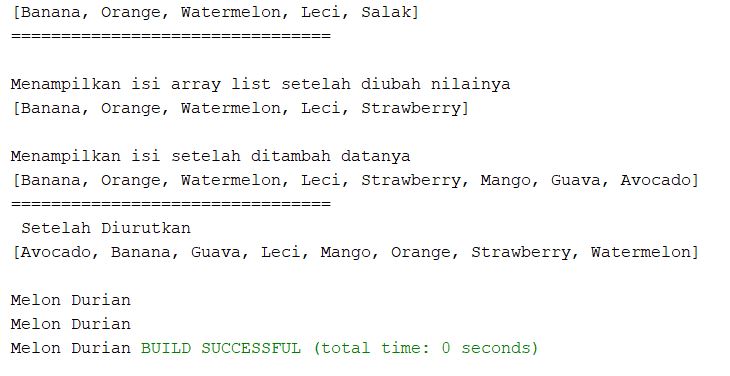 [Banana, Orange, Watermelon, Leci, Salak]
================================
Menampilkan isi array list setelah diubah nilainya
[Banana, Orange, Watermelon, Leci, Strawberry]
Menampilkan isi setelah ditambah datanya
[Banana, Orange, Watermelon, Leci, Strawberry, Mango, Guava, Avocado]
================================
Setelah Diurutkan
[Avocado, Banana, Guava, Leci, Mango, Orange, Strawberry, Watermelon]
Melon Durian
Melon Durian
Melon Durian BUILD SUCCESSFUL (total time: 0 seconds)